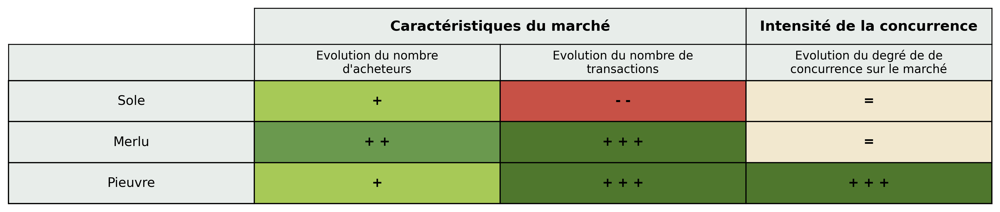 Caractéristiques du marché
Intensité de la concurrence
Evolution du nombre
d'acheteurs
Evolution du nombre de
transactions
Evolution du degré de de
concurrence sur le marché
Sole
+
- -
=
Merlu
+ +
+ + +
=
Pieuvre
+
+ + +
+ + +